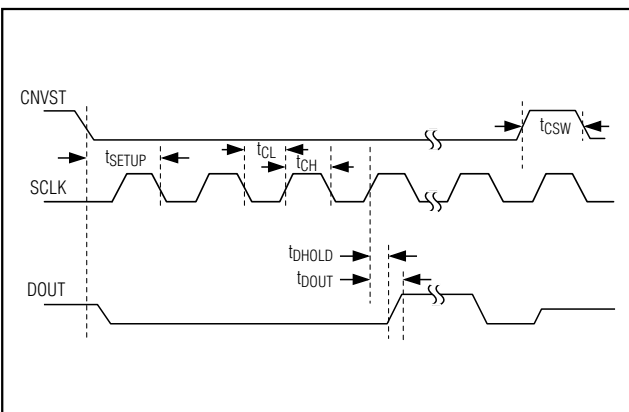 CNVST
tCSW
tSETUP
tCL
tCH
SCLK
tDHOLD
tDOUT
DOUT